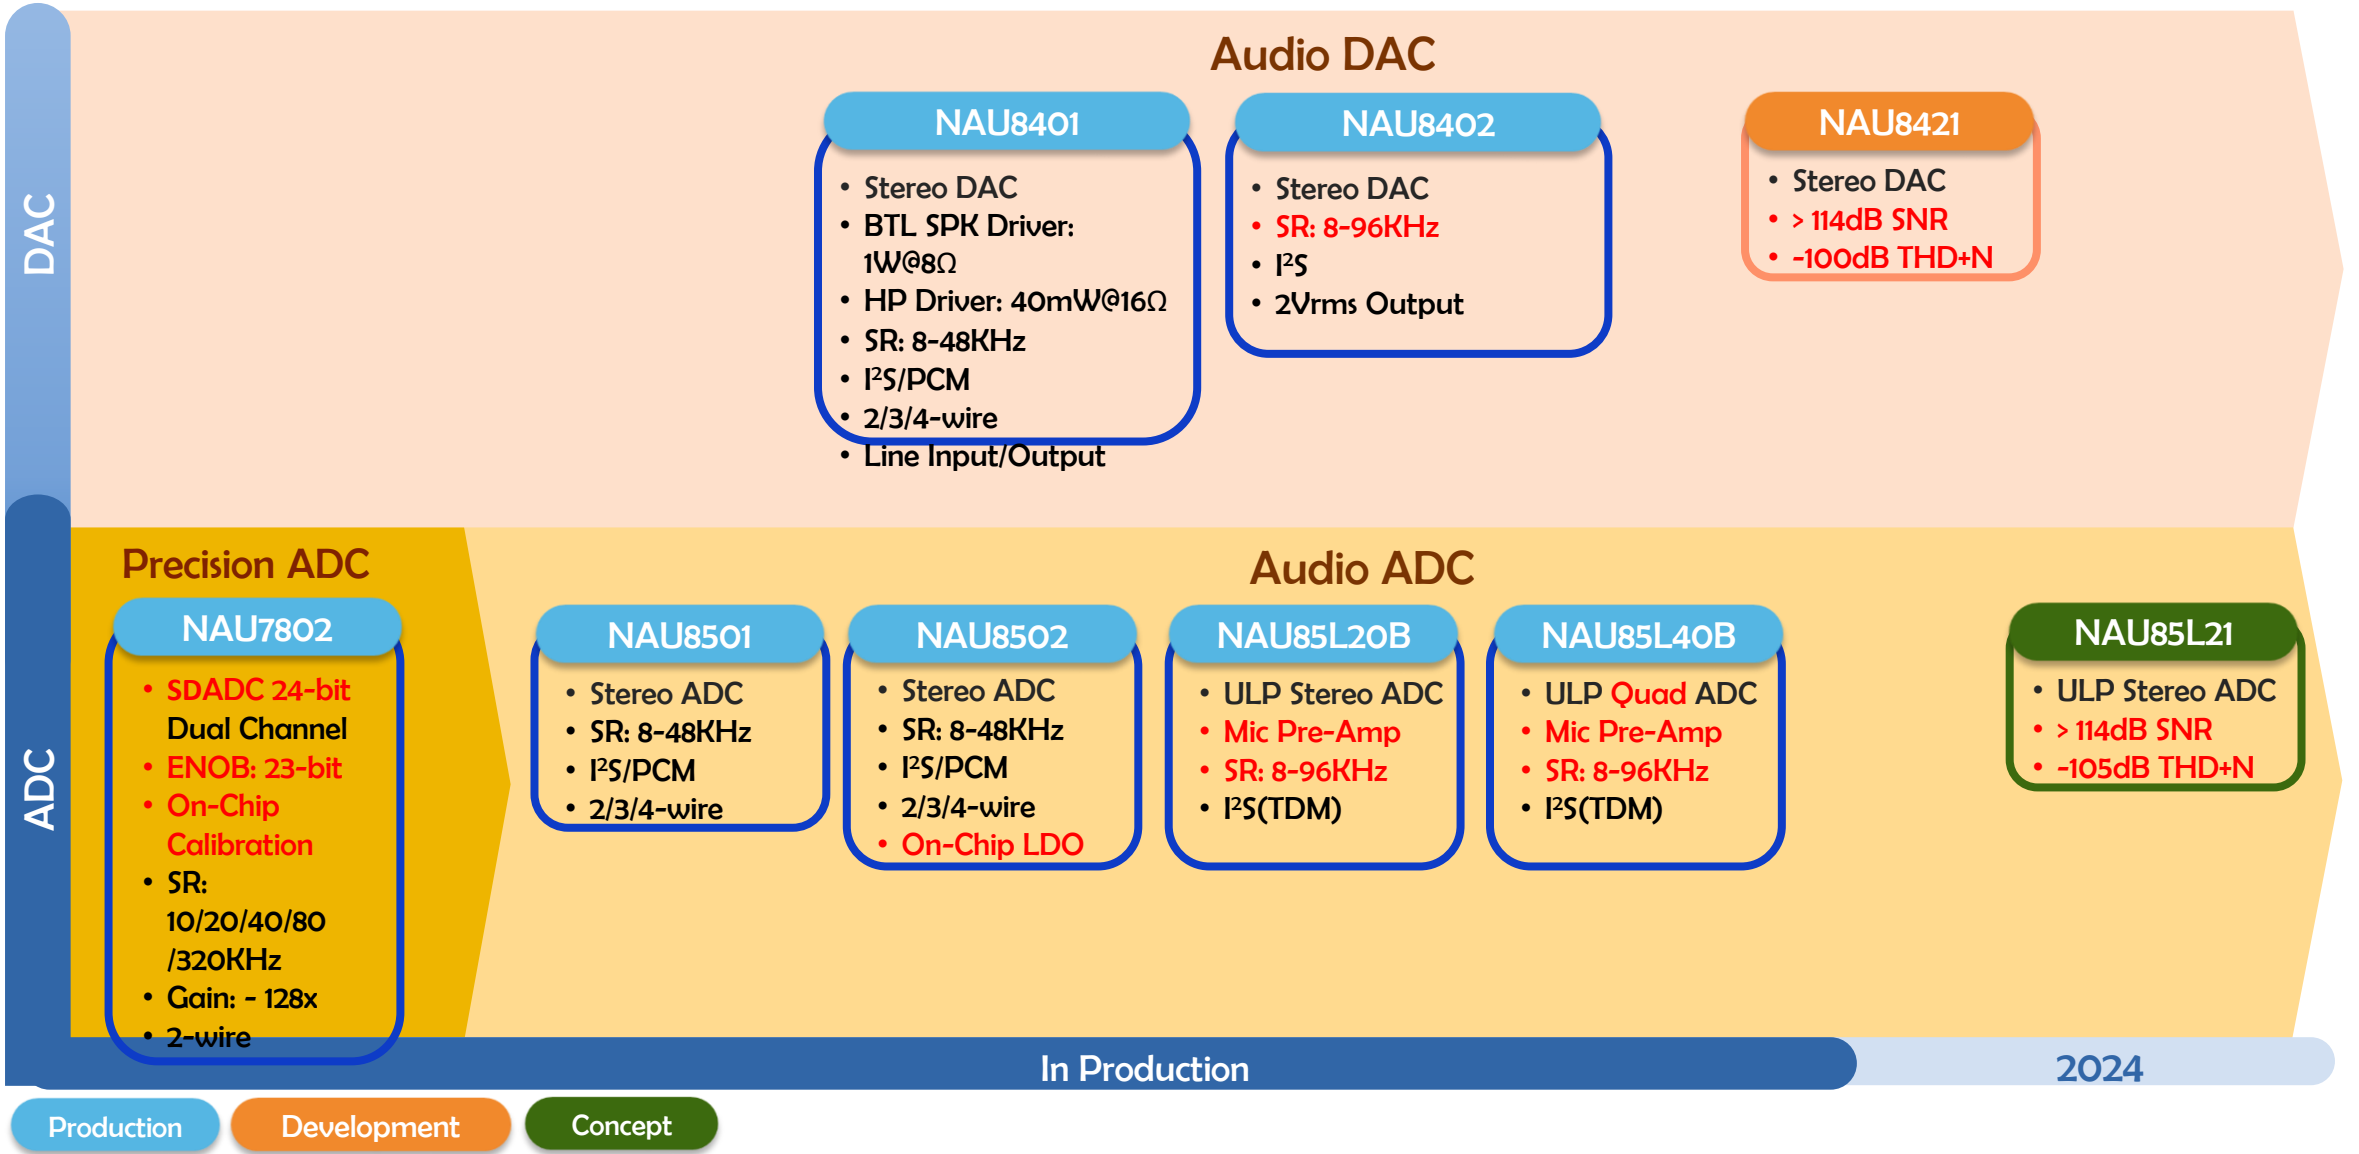 Audio DAC
DAC
NAU8401
• Stereo DAC
• BTL SPK Driver:
1W@8Ω
• HP Driver: 40mW@16Ω
• SR: 8-48KHz
• I²S/PCM
• 2/3/4-wire
• Line Input/Output
NAU8402
• Stereo DAC
• SR: 8-96KHz
• I²S
• 2Vrms Output
NAU8421
• Stereo DAC
• > 114dB SNR
• -100dB THD+N
ADC
Precision ADC
NAU7802
• SDADC 24-bit
Dual Channel
• ENOB: 23-bit
• On-Chip
Calibration
• SR:
10/20/40/80
/320KHz
• Gain: - 128x
• 2-wire
Audio ADC
NAU8501
• Stereo ADC
• SR: 8-48KHz
• I²S/PCM
• 2/3/4-wire
NAU8502
• Stereo ADC
• SR: 8-48KHz
• I²S/PCM
• 2/3/4-wire
• On-Chip LDO
NAU85L20B
• ULP Stereo ADC
• Mic Pre-Amp
• SR: 8-96KHz
• I²S(TDM)
NAU85L40B
• ULP Quad ADC
• Mic Pre-Amp
• SR: 8-96KHz
• I²S(TDM)
NAU85L21
• ULP Stereo ADC
• > 114dB SNR
• -105dB THD+N
In Production
2024
Production
Development
Concept